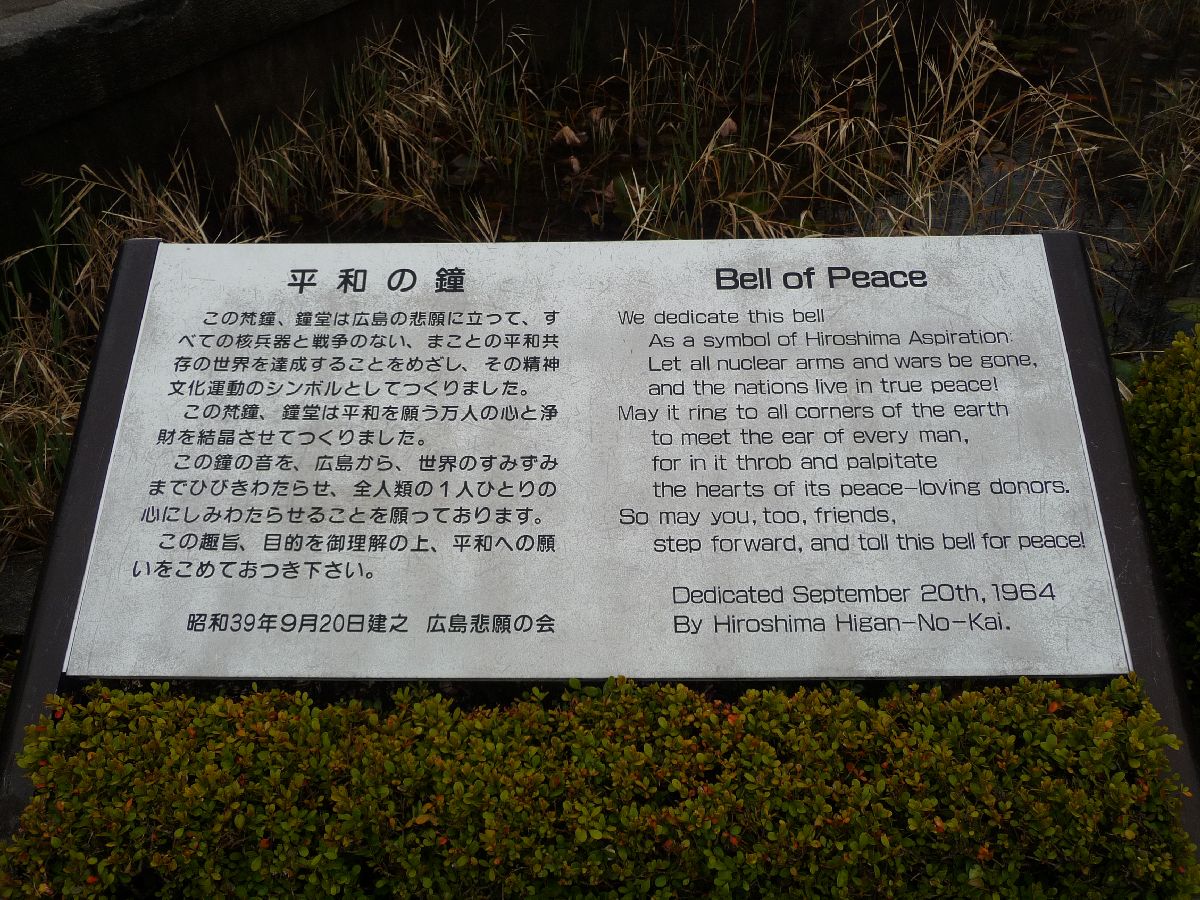 平和の鐘
この梵鐘、鐘堂は広島の悲願に立って、す
べての核兵器と戦争のない、まことの平和共
存の世界を達成することをめざし、その精神
文化運動のシンボルとしてつくりました。
この梵鐘、鐘堂は平和を願う万人の心と浄
財を結晶させてつくりました。
この鐘の音を、広島から、世界のすみずみ
までひびきわたらせ、全人類の1人ひとりの
心にしみわたらせることを願っております。
この趣旨、目的を御理解の上、平和への願
いをこめておつき下さい。
昭和39年9月20日建之 広島悲願の会
Bell of Peace
We dedicate this bell
As a symbol of Hiroshima Aspiration:
Let all nuclear arms and wars be gone,
and the nations live in true peace!
May it ring to all corners of the earth
to meet the ear of every man,
for in it throb and palpitate
the hearts of its peace-loving donors.
So may you, too, friends,
step forward, and toll this bell for peace!
Dedicated September 20th, 1964
By Hiroshima Higan-No-Kai.